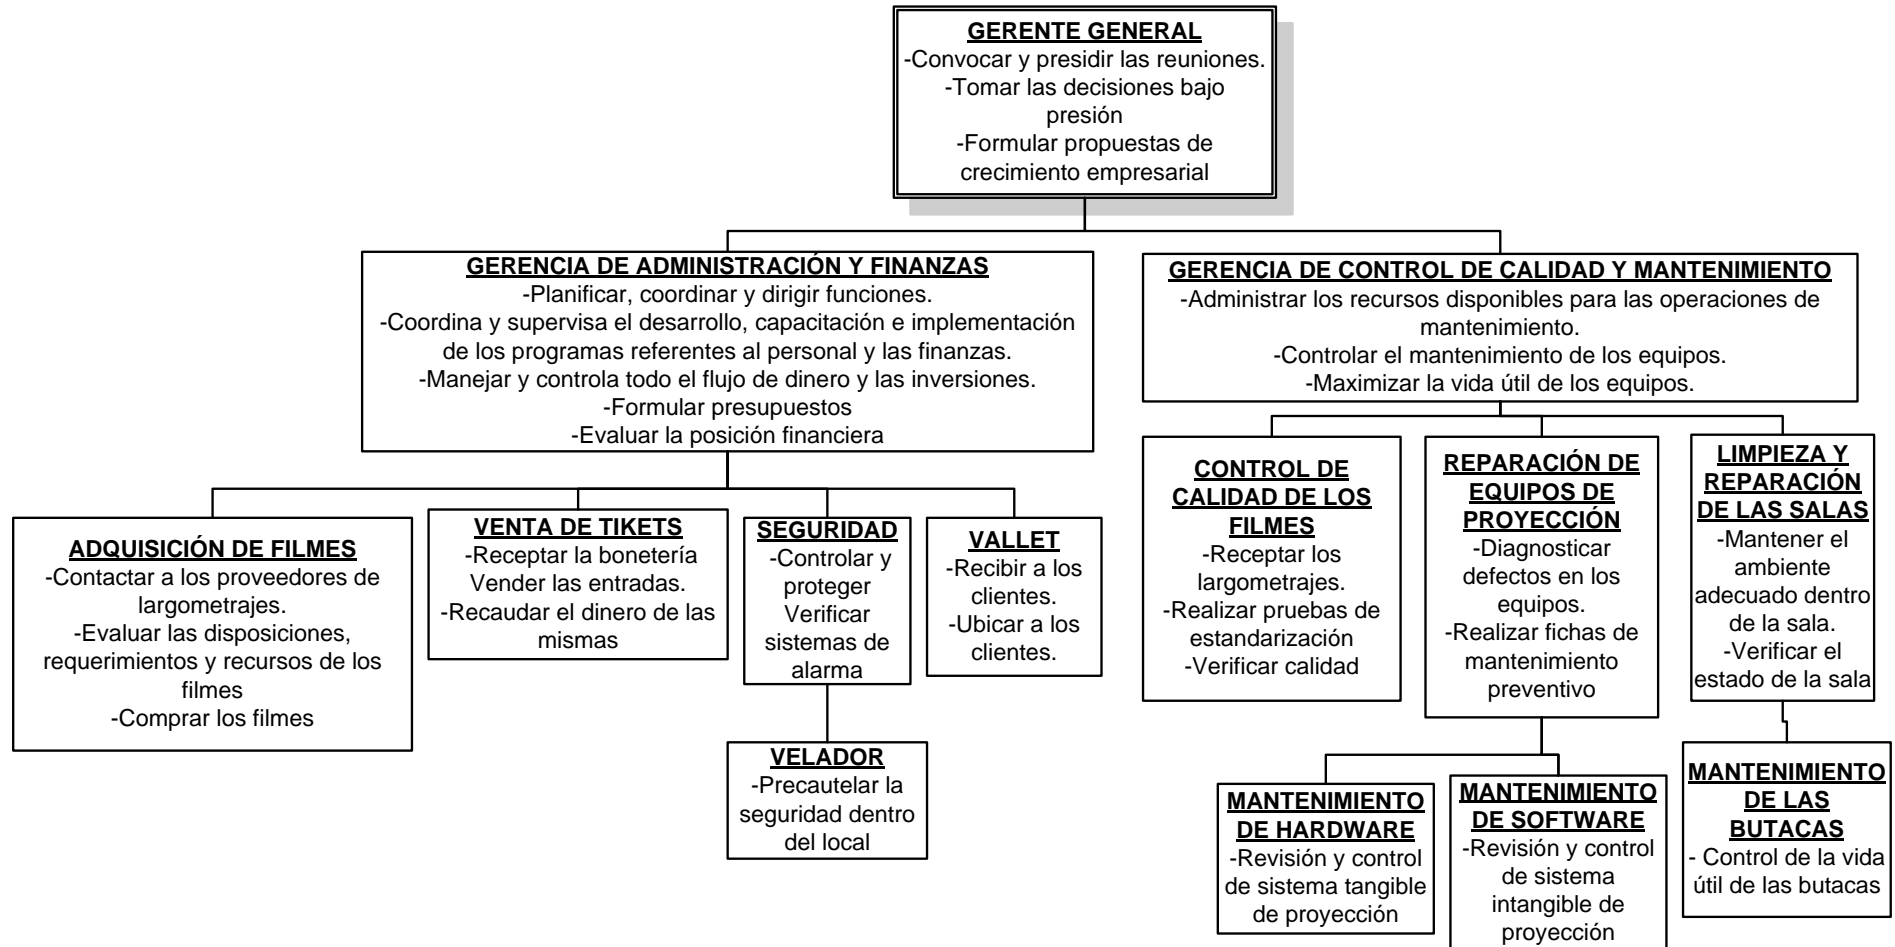 GERENTE GENERAL
-Convocar y presidir las reuniones.
-Tomar las decisiones bajo
presión
-Formular propuestas de
crecimiento empresarial
GERENCIA DE ADMINISTRACIÓN Y FINANZAS
-Planificar, coordinar y dirigir funciones.
-Coordina y supervisa el desarrollo, capacitación e implementación
de los programas referentes al personal y las finanzas.
-Manejar y controla todo el flujo de dinero y las inversiones.
-Formular presupuestos
-Evaluar la posición financiera
GERENCIA DE CONTROL DE CALIDAD Y MANTENIMIENTO
-Administrar los recursos disponibles para las operaciones de
mantenimiento.
-Controlar el mantenimiento de los equipos.
-Maximizar la vida útil de los equipos.
ADQUISICIÓN DE FILMES
-Contactar a los proveedores de
largometrajes.
-Evaluar las disposiciones,
requerimientos y recursos de los
filmes
-Comprar los filmes
VENTA DE TIKETS
-Receptar la bonetería
Vender las entradas.
-Recaudar el dinero de las
mismas
SEGURIDAD
-Controlar y
proteger
Verificar
sistemas de
alarma
VALLET
-Recibir a los
clientes.
-Ubicar a los
clientes.
CONTROL DE
CALIDAD DE LOS
FILMES
-Receptar los
largometrajes.
-Realizar pruebas de
estandarización
-Verificar calidad
REPARACIÓN DE
EQUIPOS DE
PROYECCIÓN
-Diagnosticar
defectos en los
equipos.
-Realizar fichas de
mantenimiento
preventivo
LIMPIEZA Y
REPARACIÓN
DE LAS SALAS
-Mantener el
ambiente
adecuado dentro
de la sala.
-Verificar el
estado de la sala
VELADOR
-Precautelar la
seguridad dentro
del local
MANTENIMIENTO
DE HARDWARE
-Revisión y control
de sistema tangible
de proyección
MANTENIMIENTO
DE SOFTWARE
-Revisión y control
de sistema
intangible de
proyección
MANTENIMIENTO
DE LAS
BUTACAS
- Control de la vida
útil de las butacas